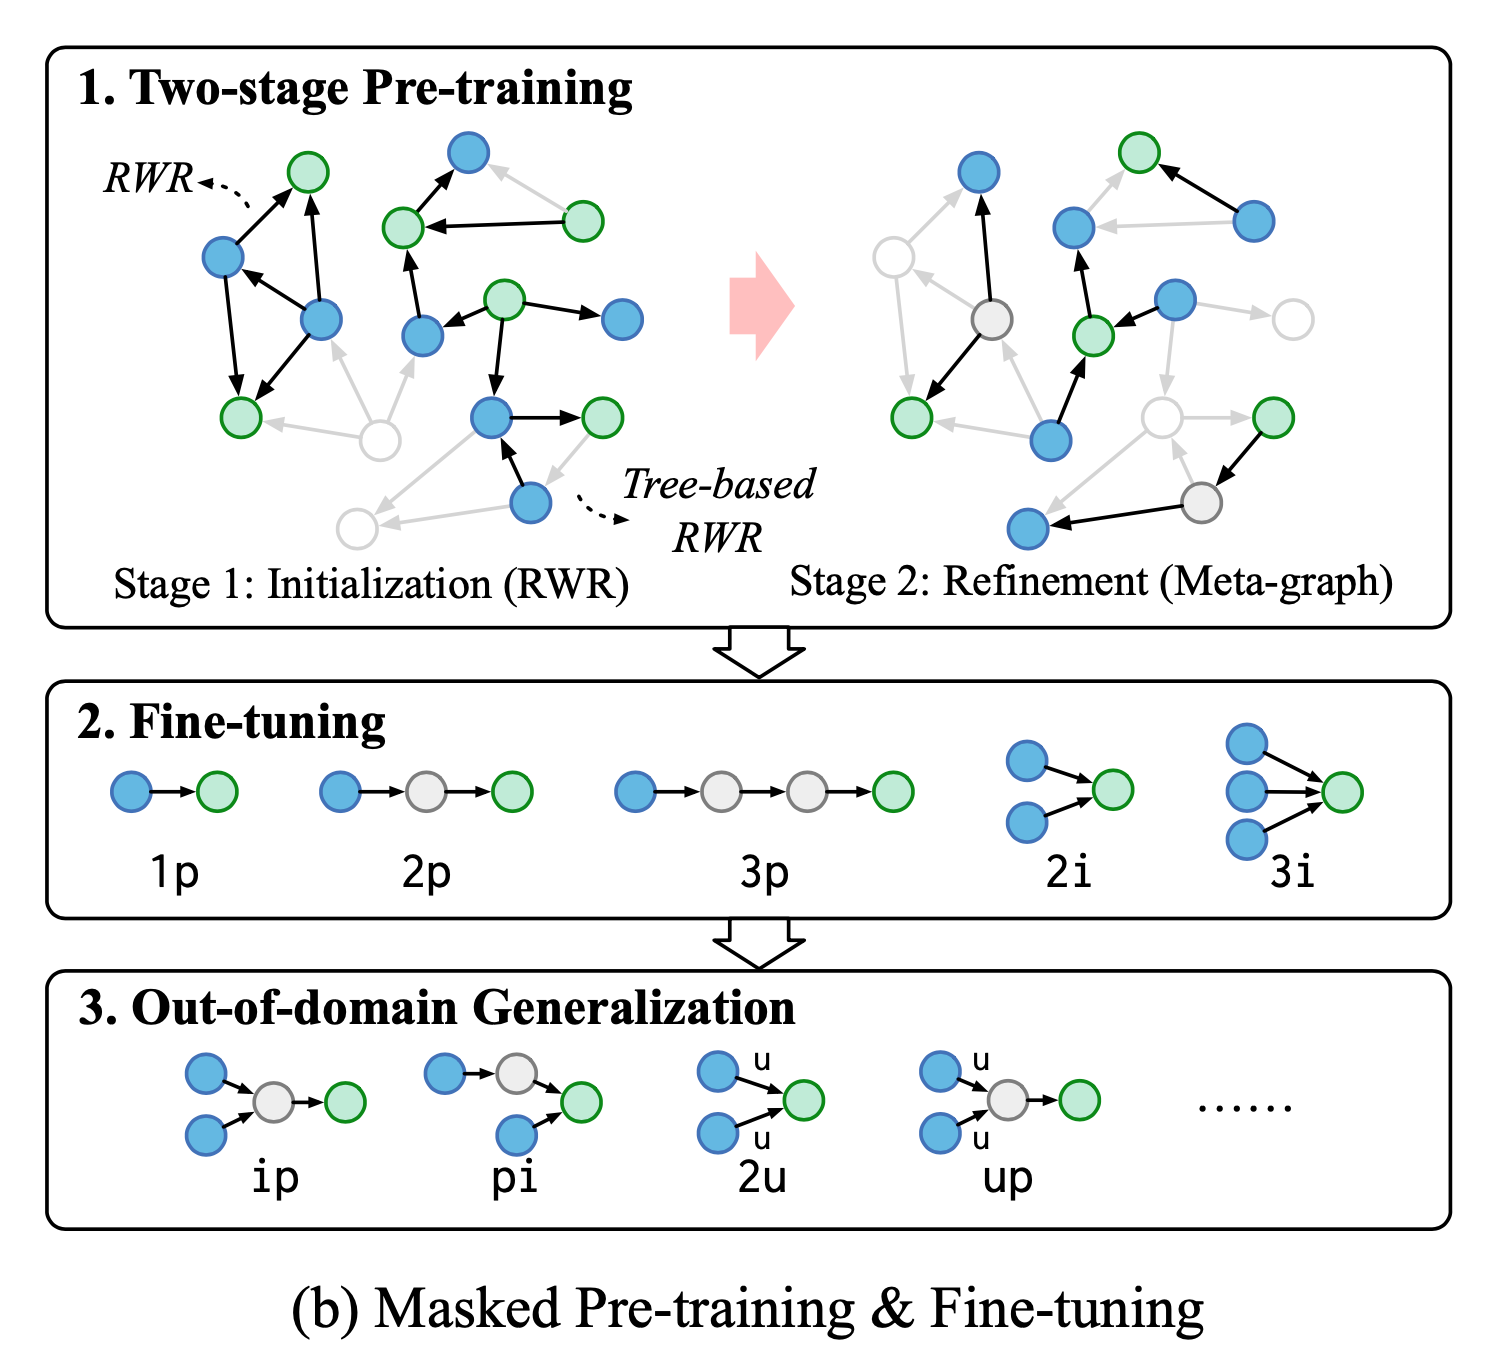 1. Two-stage Pre-training
RWR
Tree-based
RWR
Stage 1: Initialization (RWR)
Stage 2: Refinement (Meta-graph)
2. Fine-tuning
1p
2p
3p
2i
3i
3. Out-of-domain Generalization
u
u
u
u
ip
pi
2u
up
......
(b) Masked Pre-training & Fine-tuning